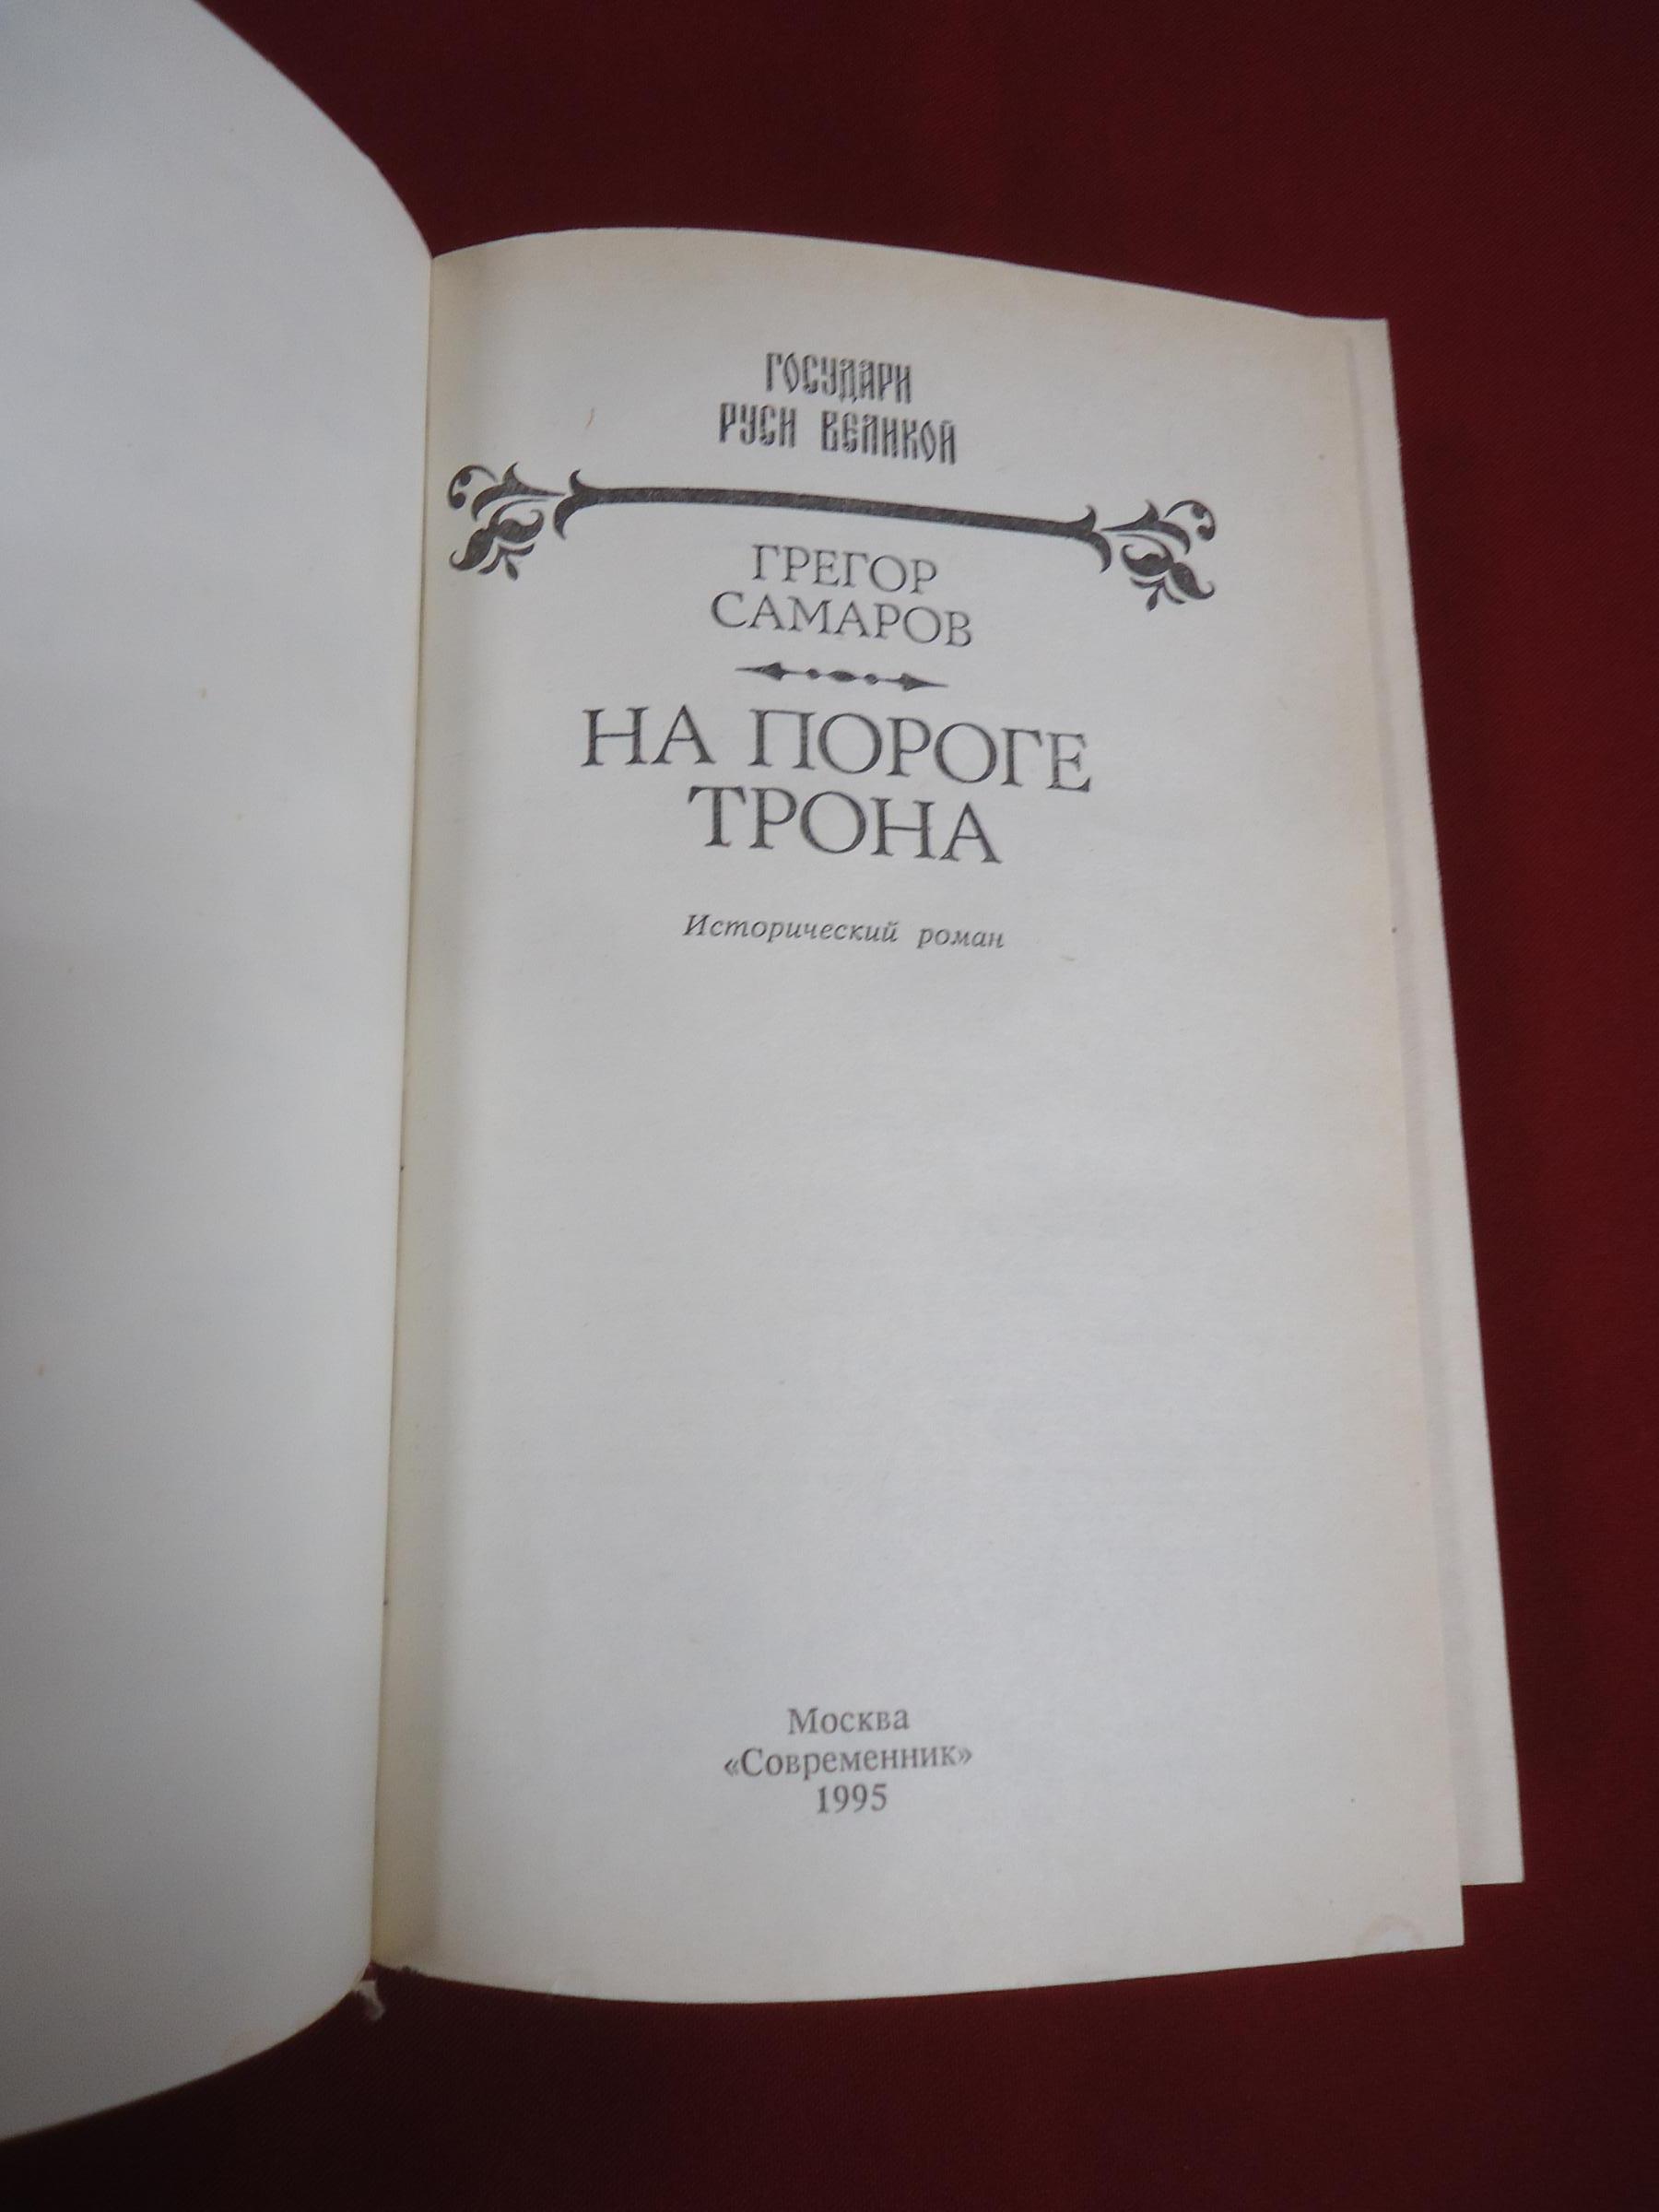 ГОСУДАРИ
РУСИ ВЕЛИКОЙ
ГРЕГОР
САМАРОВ
НА ПОРОГЕ
ТРОНА
Исторический роман
Москва
«Современник»
1995